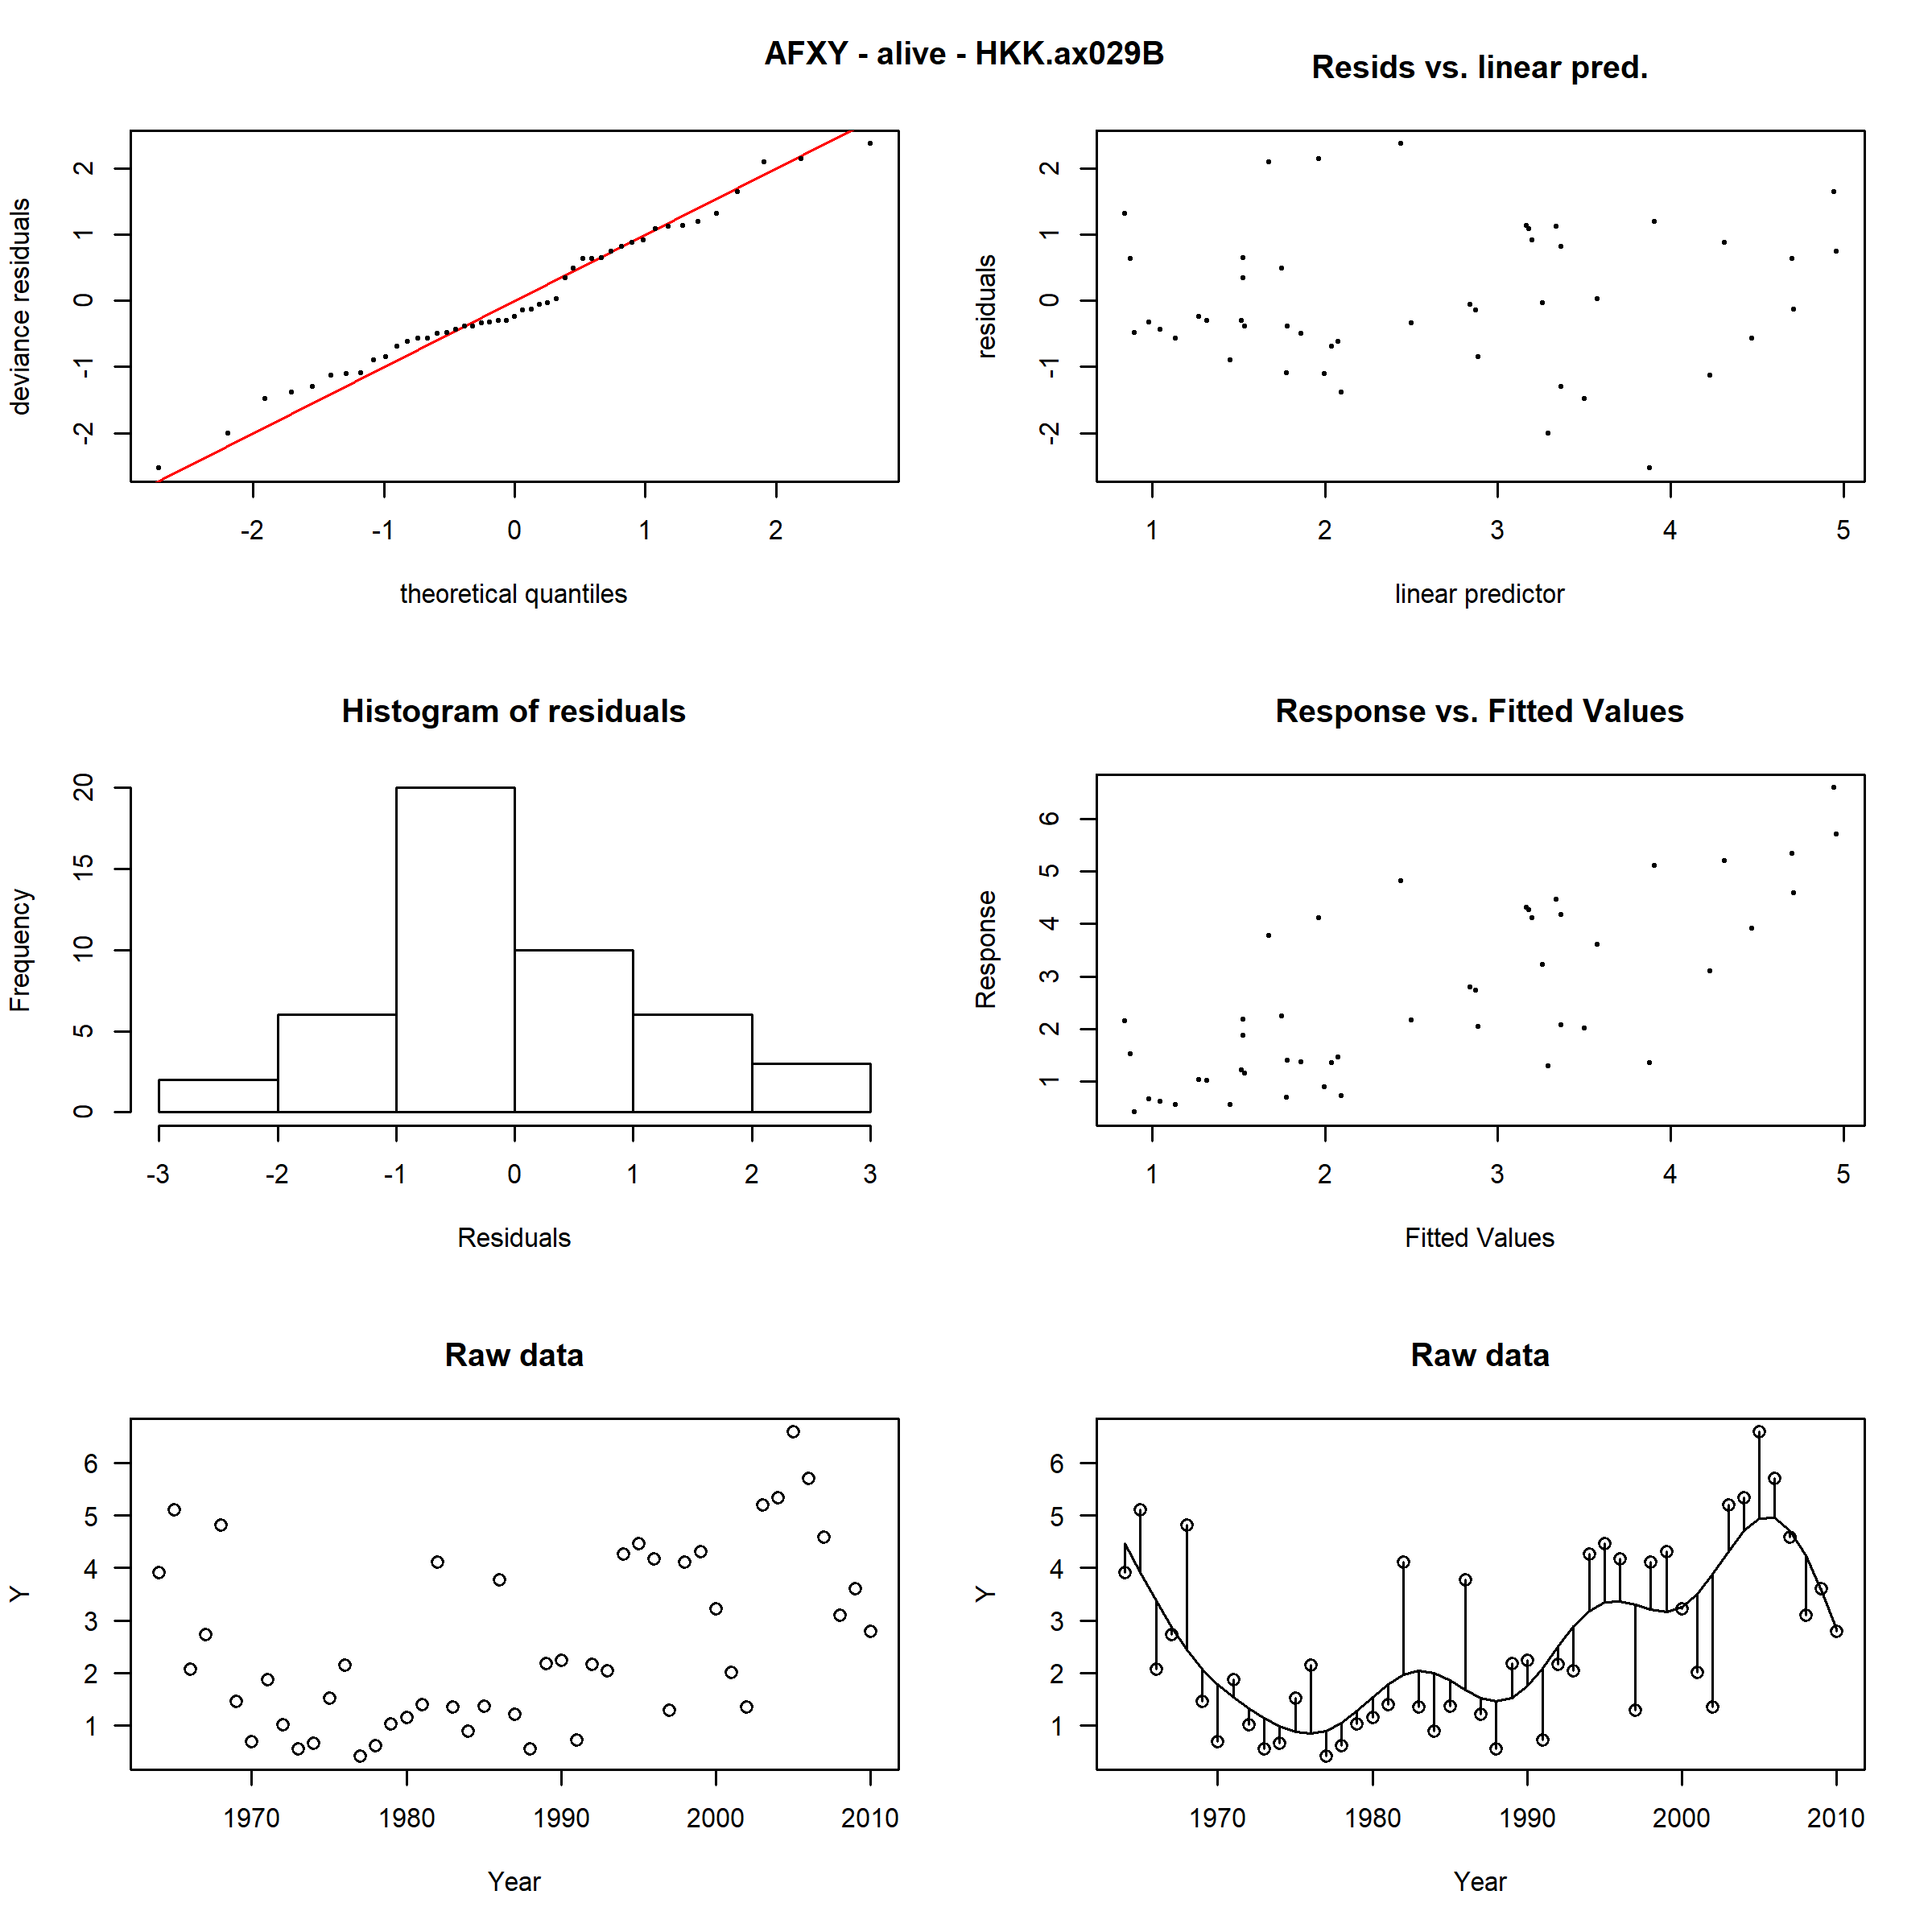 AFXY - alive - HKK.ax029B
Resids vs. linear pred.
deviance residuals
2
1
0
-1
-2
-2 -1 0 1 2
theoretical quantiles
residuals
2
1
0
-1
-2
1 2 3 4 5
linear predictor
Histogram of residuals
Frequency
20
15
10
5
0
-3 -2 -1 0 1 2 3
Residuals
Response vs. Fitted Values
Response
6
5
4
3
2
1
1 2 3 4 5
Fitted Values
Raw data
Y
6
5
4
3
2
1
1970 1980 1990 2000 2010
Year
Raw data
Y
6
5
4
3
2
1
1970 1980 1990 2000 2010
Year